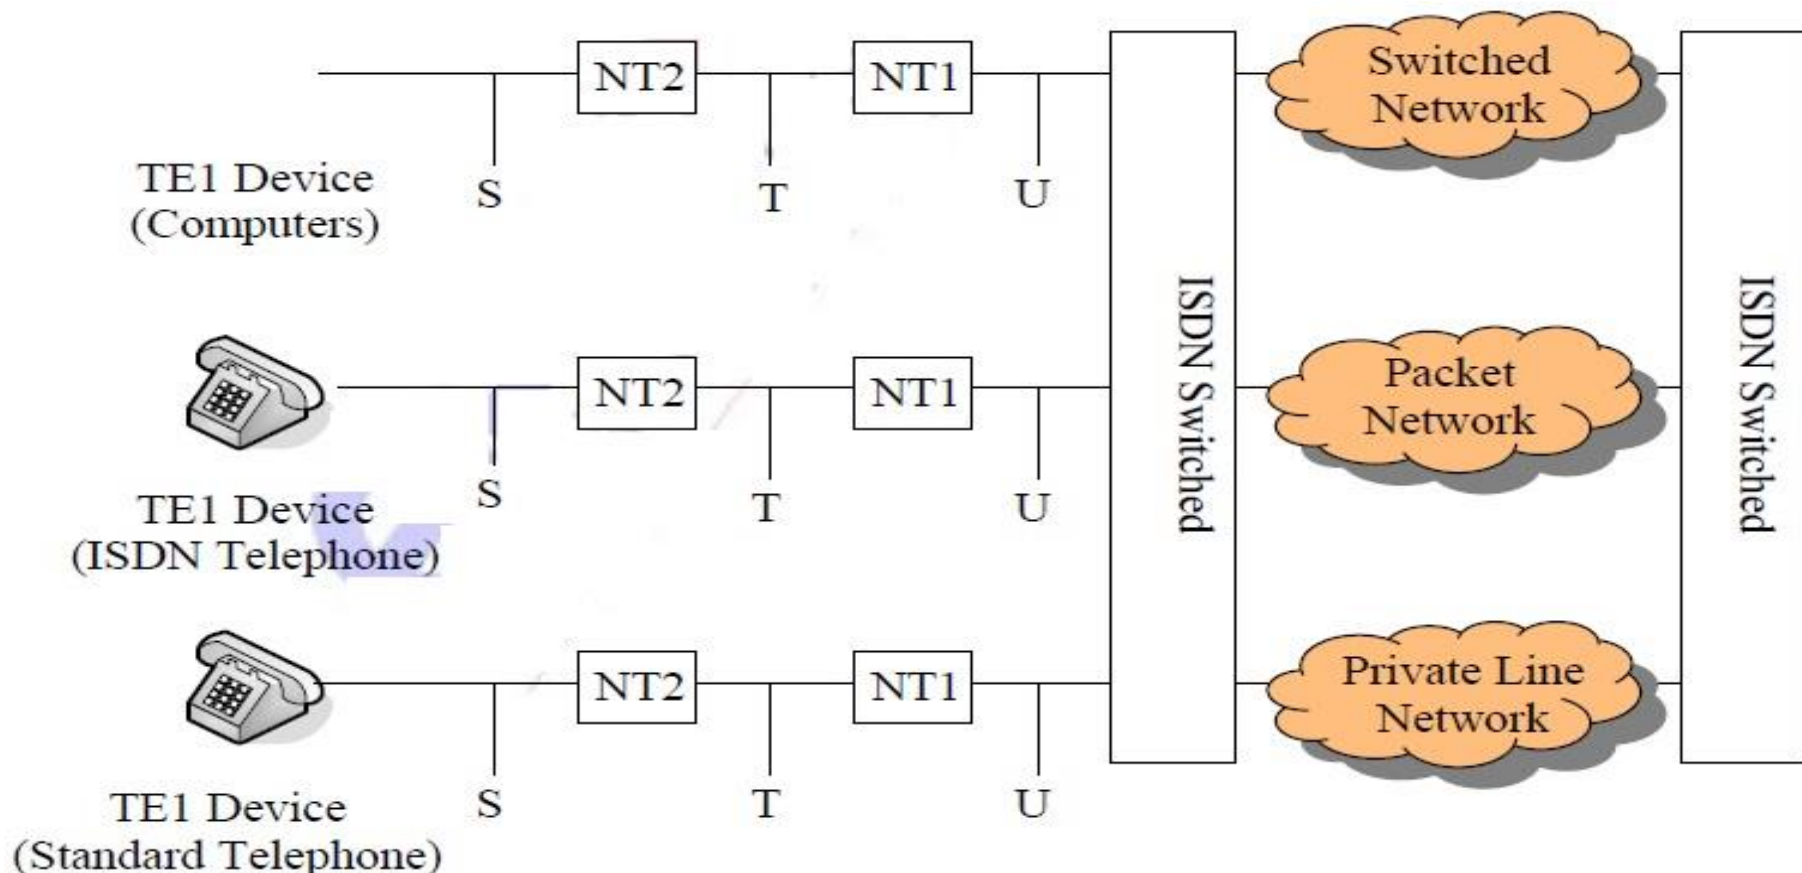 NT2
NT1
Switched
Network
TE1 Device
(Computers)
S
T
U
ISDN Switched
ISDN Switched
NT2
NT1
Packet
Network
TE1 Device
(ISDN Telephone)
S
T
U
NT2
NT1
Private Line
Network
TE1 Device
(Standard Telephone)
S
T
U